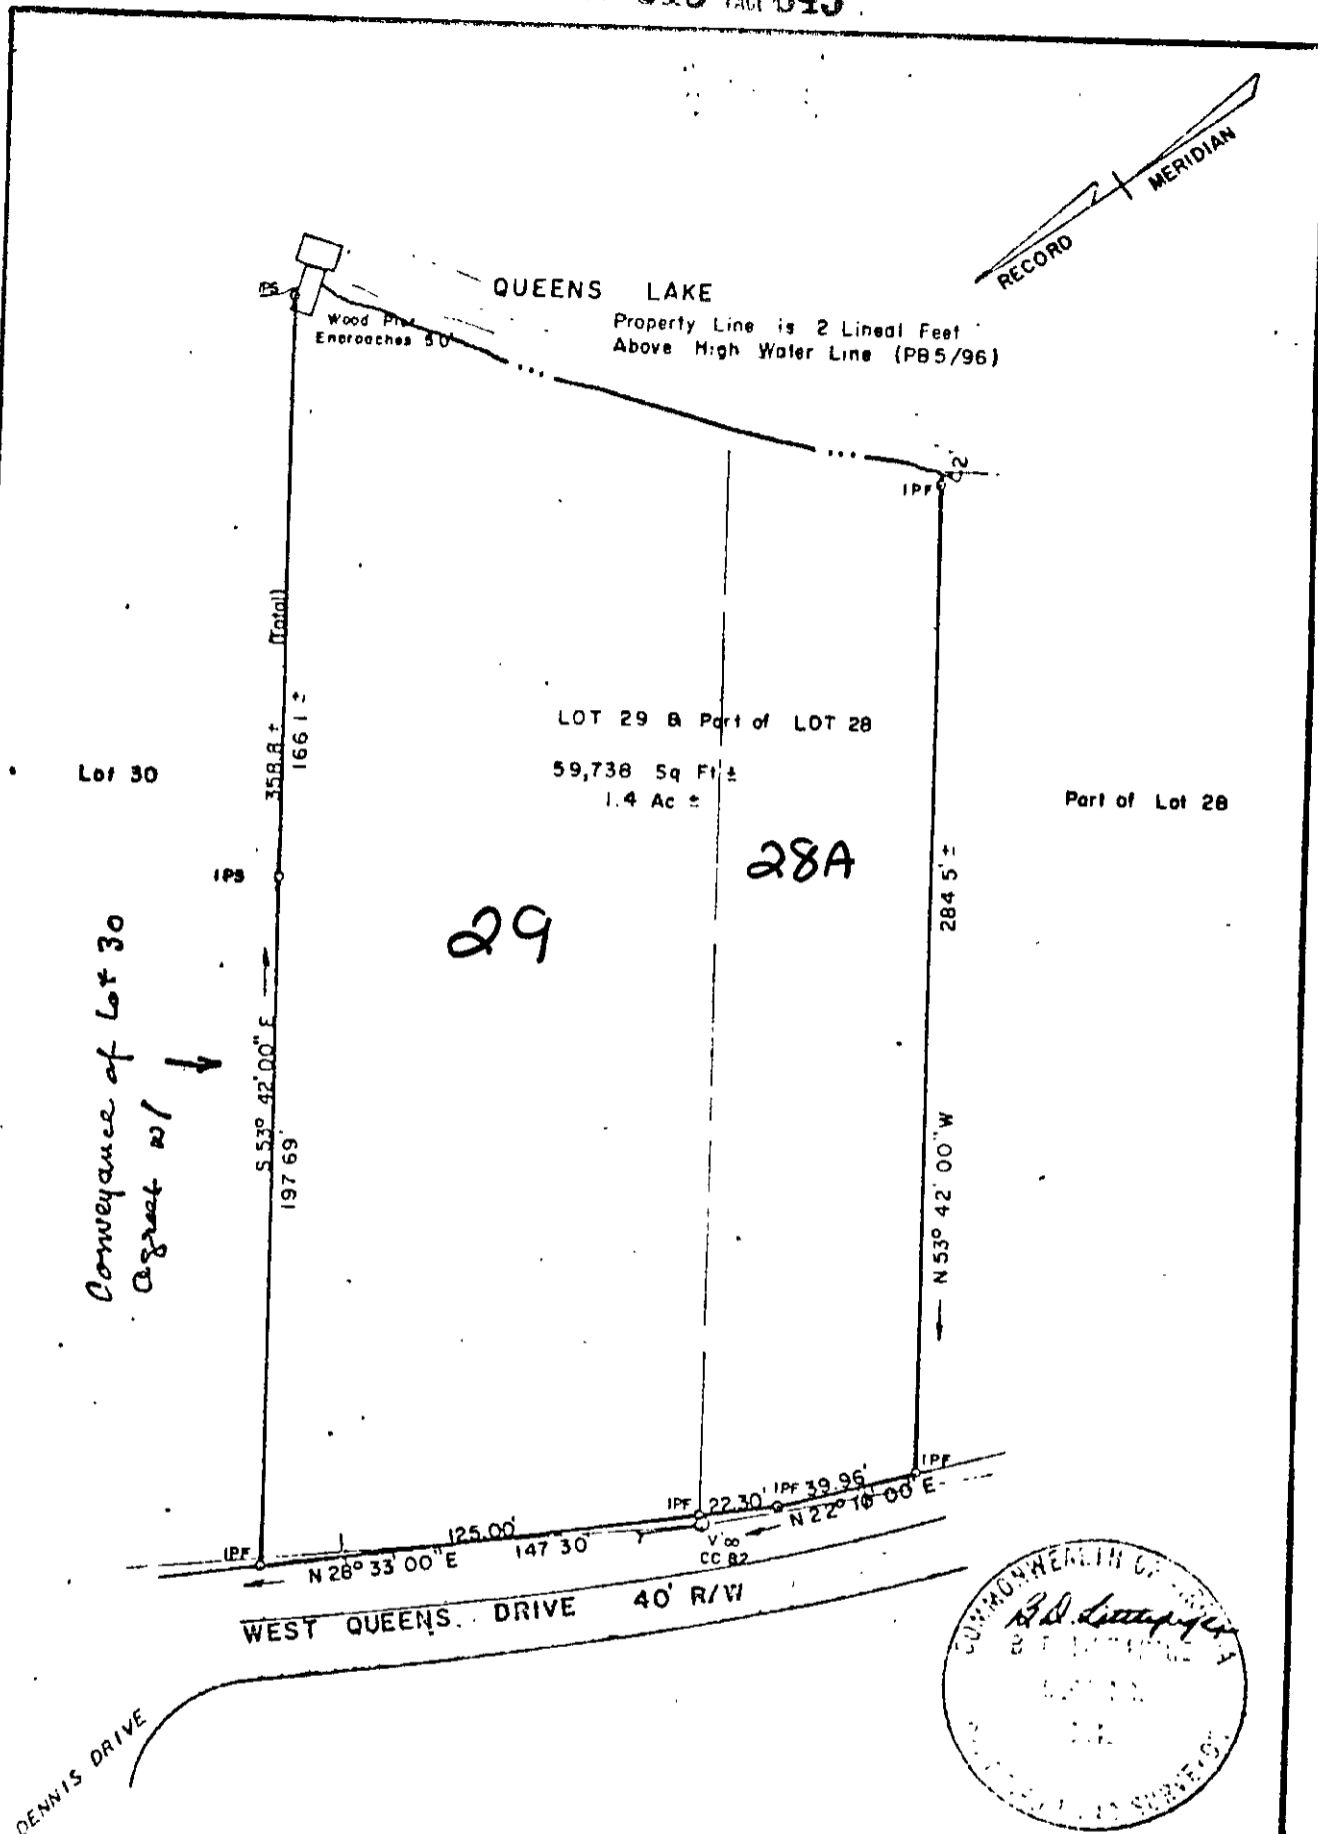 MERIDIAN
RECORD
QUEENS LAKE
Property Line is 2 Lineal Feet
Above High Water Line (PB5/96)
IPS
Wood Pier
Encroaches 5 0'
2'
IPF
358.8 ± (Total)
166 1 ±
LOT 29 & Part of LOT 28
59,738 Sq Ft ±
1.4 Ac ±
Lot 30
Part of Lot 28
28A
29
IPS
284 5' ±
Conveyance of Lot 30
agrees w/
S 53° 42' 00" E
197 69'
N 53° 42' 00" W
IPF
IPF 22.30' IPF 39.96'
N 22° 10' 00" E
IPF
125.00'
147 30'
CC 82
N 28° 33' 00" E
WEST QUEENS DRIVE 40' R/W
DENNIS DRIVE
COMMONWEALTH OF
SURVEYOR